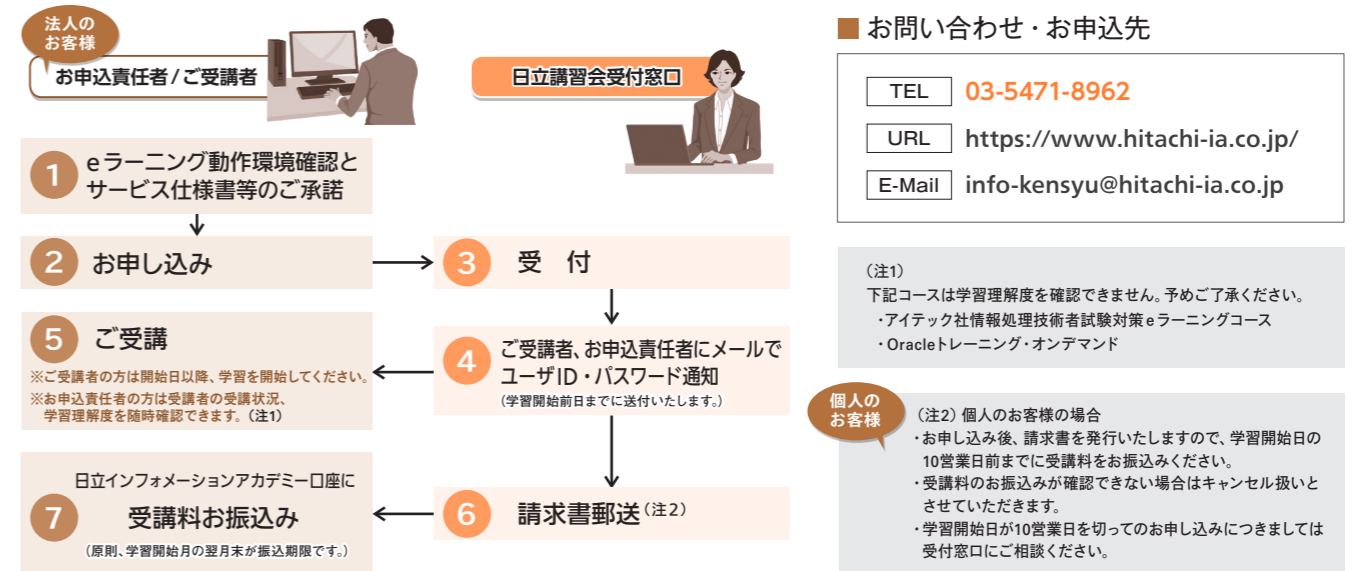 法人の
お客様
お申込責任者/ご受講者
日立講習会受付窓口
1
eラーニング動作環境確認と
サービス仕様書等のご承諾
2
お申し込み
3
受 付
4
ご受講者、お申込責任者にメールで
ユーザID・パスワード通知
(学習開始前日までに送付いたします。)
5
ご受講
※ご受講者の方は開始日以降、学習を開始してください。
※お申込責任者の方は受講者の受講状況、
学習理解度を随時確認できます。(注1)
6
請求書郵送(注2)
7
日立インフォメーションアカデミー口座に
受講料お振込み
(原則、学習開始月の翌月末が振込期限です。)
■ お問い合わせ・お申込先
TEL 03-5471-8962
URL https://www.hitachi-ia.co.jp/
E-Mail info-kensyu@hitachi-ia.co.jp
(注1)
下記コースは学習理解度を確認できません。予めご了承ください。
・アイテック社情報処理技術者試験対策eラーニングコース
・Oracleトレーニング・オンデマンド
個人の
お客様
(注2) 個人のお客様の場合
・お申し込み後、請求書を発行いたしますので、学習開始日の
10営業日前までに受講料をお振込みください。
・受講料のお振込みが確認できない場合はキャンセル扱いと
させていただきます。
・学習開始日が10営業日を切ってのお申し込みにつきましては
受付窓口にご相談ください。